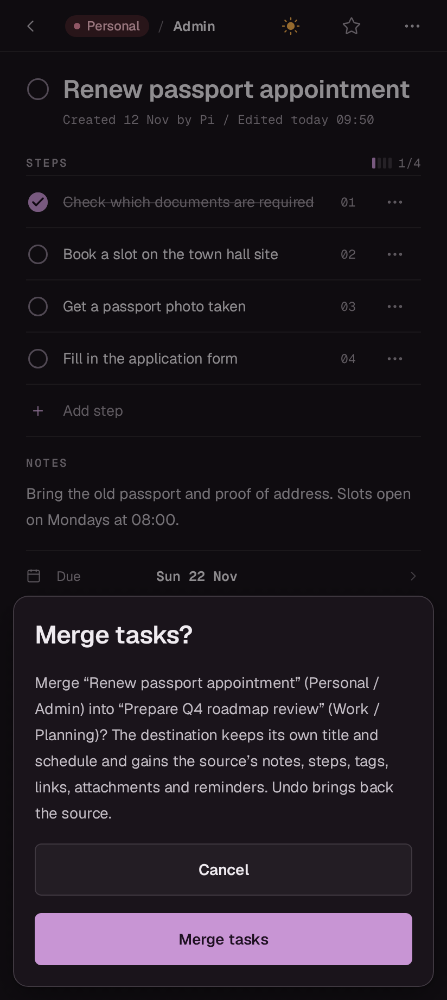 Personal / Admin
Renew passport appointment
Created 12 Nov by Pi / Edited today 09:50
STEPS 1/4
Check which documents are required 01
Book a slot on the town hall site 02
Get a passport photo taken 03
Fill in the application form 04
+ Add step
NOTES
Bring the old passport and proof of address. Slots open
on Mondays at 08:00.
Due Sun 22 Nov
Merge tasks?
Merge “Renew passport appointment” (Personal /
Admin) into “Prepare Q4 roadmap review” (Work /
Planning)? The destination keeps its own title and
schedule and gains the source’s notes, steps, tags,
links, attachments and reminders. Undo brings back
the source.
Cancel
Merge tasks